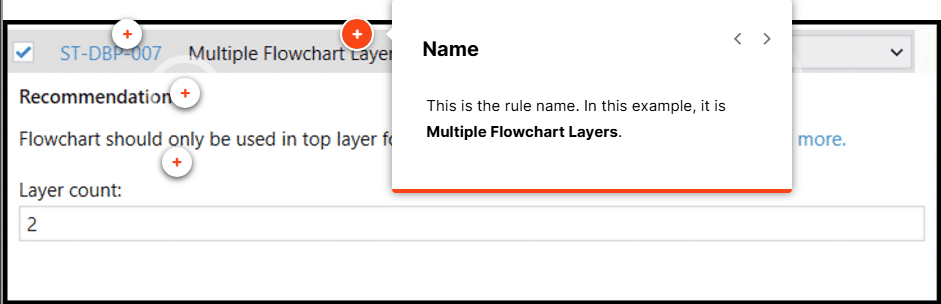 ST-DBP-007 Multiple Flowchart Layer
Name
Recommendation
This is the rule name. In this example, it is
Multiple Flowchart Layers.
Flowchart should only be used in top layer fo
more.
Layer count:
2